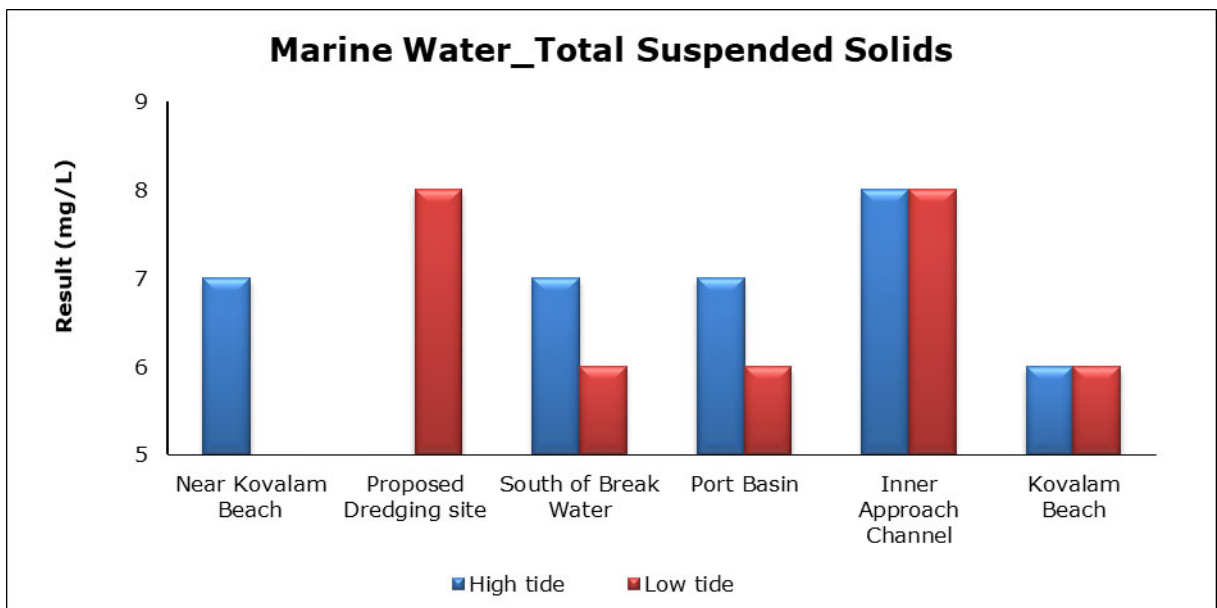 Marine Water_Total Suspended Solids
Result (mg/L)
9
8
7
6
5
Near Kovalam
Beach
Proposed
Dredging site
South of Break
Water
Port Basin
Inner
Approach
Channel
Kovalam
Beach
High tide
Low tide